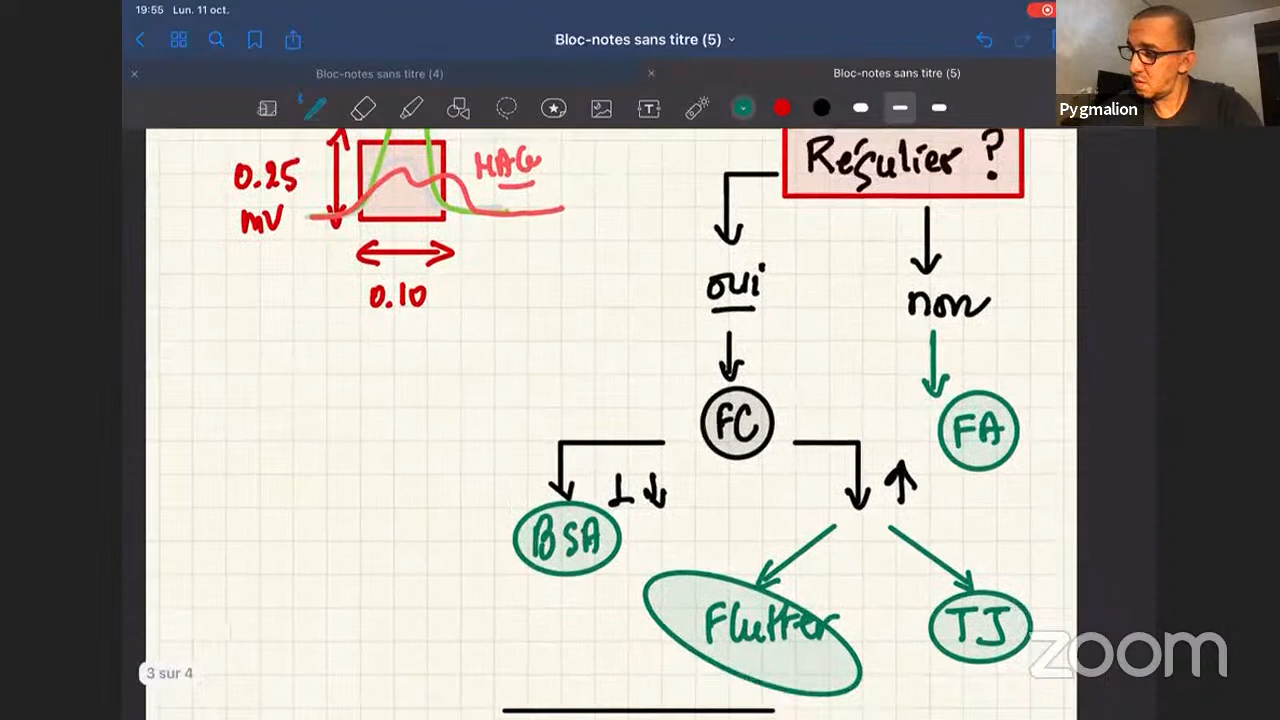 19:55 Lun. 11 oct.
Bloc-notes sans titre (5)
Bloc-notes sans titre (4)
Bloc-notes sans titre (5)
Pygmalion
Régulier ?
HAG
0.25
mV
0.10
oui
non
FC
FA
⊥ ↓
↑
BSA
Flutter
TJ
3 sur 4
zoom